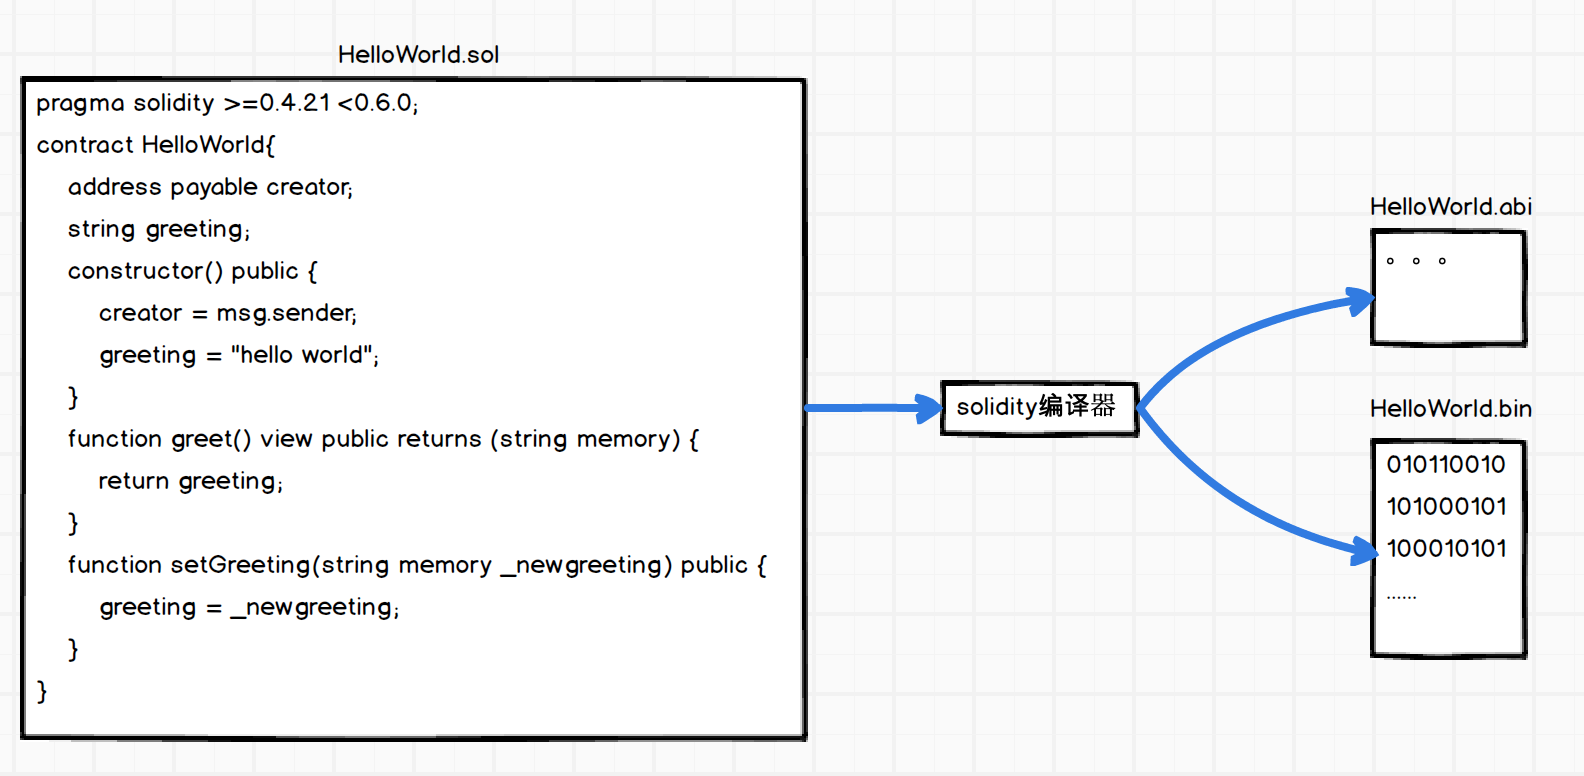 HelloWorld.sol
pragma solidity >=0.4.21 <0.6.0;
contract HelloWorld{
address payable creator;
string greeting;
constructor() public {
creator = msg.sender;
greeting = "hello world";
}
function greet() view public returns (string memory) {
return greeting;
}
function setGreeting(string memory _newgreeting) public {
greeting = _newgreeting;
}
}
solidity编译器
HelloWorld.abi
。。。
HelloWorld.bin
010110010
101000101
100010101
......